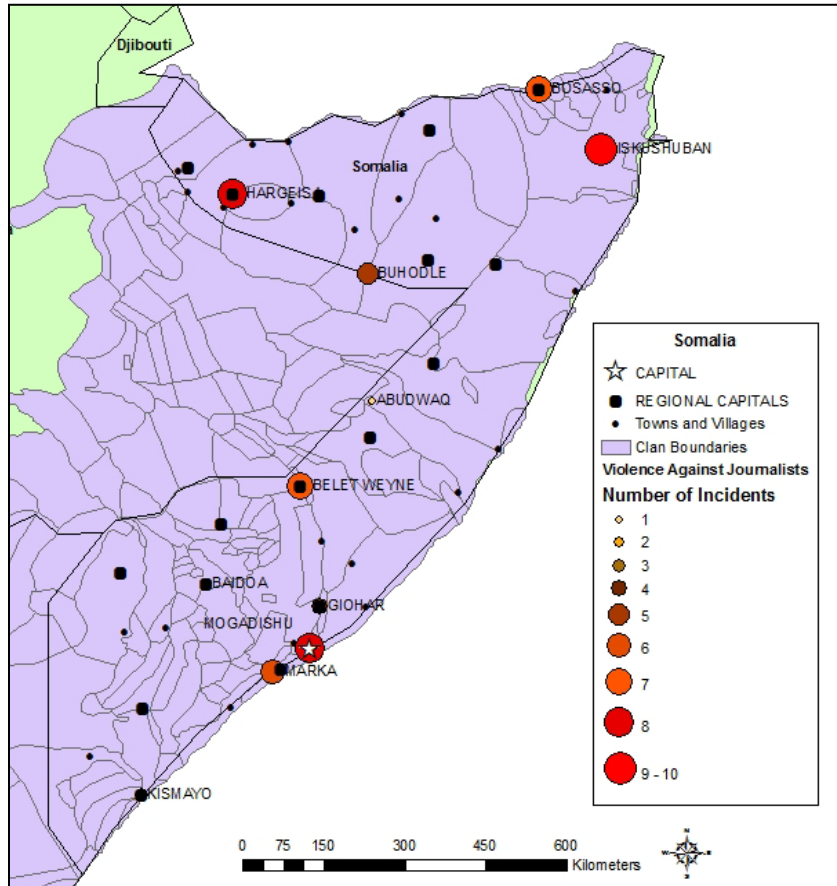 Djibouti
BOSASSO
ISKUSHUBAN
Somalia
HARGEISA
BUHODLE
ABUDWAQ
BELET WEYNE
BAIDOA
GIOHAR
MOGADISHU
MARKA
KISMAYO
Somalia
CAPITAL
REGIONAL CAPITALS
Towns and Villages
Clan Boundaries
Violence Against Journalists
Number of Incidents
1
2
3
4
5
6
7
8
9 - 10
0 75 150 300 450 600
Kilometers
N
W E
S